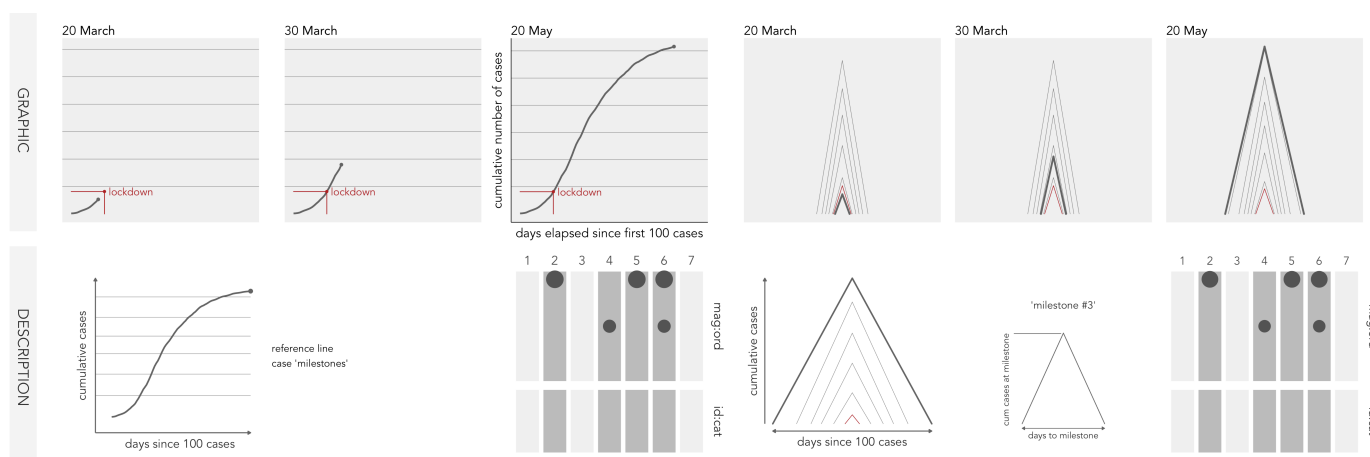 GRAPHIC
20 March
lockdown
30 March
lockdown
20 May
cumulative number of cases
lockdown
days elapsed since first 100 cases
20 March
30 March
20 May
DESCRIPTION
cumulative cases
days since 100 cases
reference line
case 'milestones'
1 2 3 4 5 6 7
mag:ord
id:cat
cumulative cases
days since 100 cases
'milestone #3'
cum cases at milestone
days to milestone
1 2 3 4 5 6 7